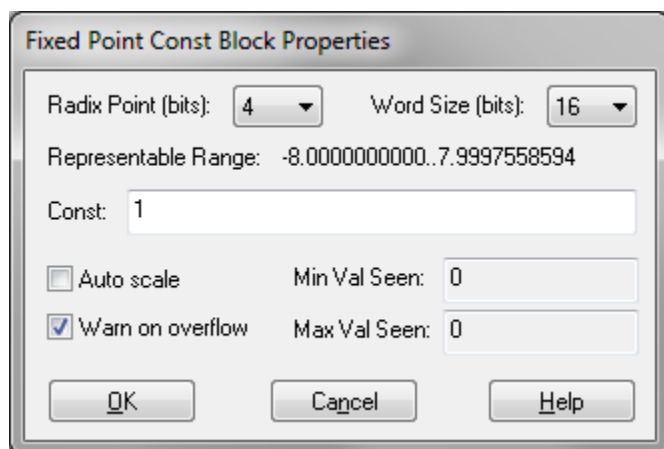 Fixed Point Const Block Properties
Radix Point (bits): 4 Word Size (bits): 16
Representable Range: -8.0000000000..7.9997558594
Const: 1
Auto scale Min Val Seen: 0
Warn on overflow Max Val Seen: 0
OK Cancel Help